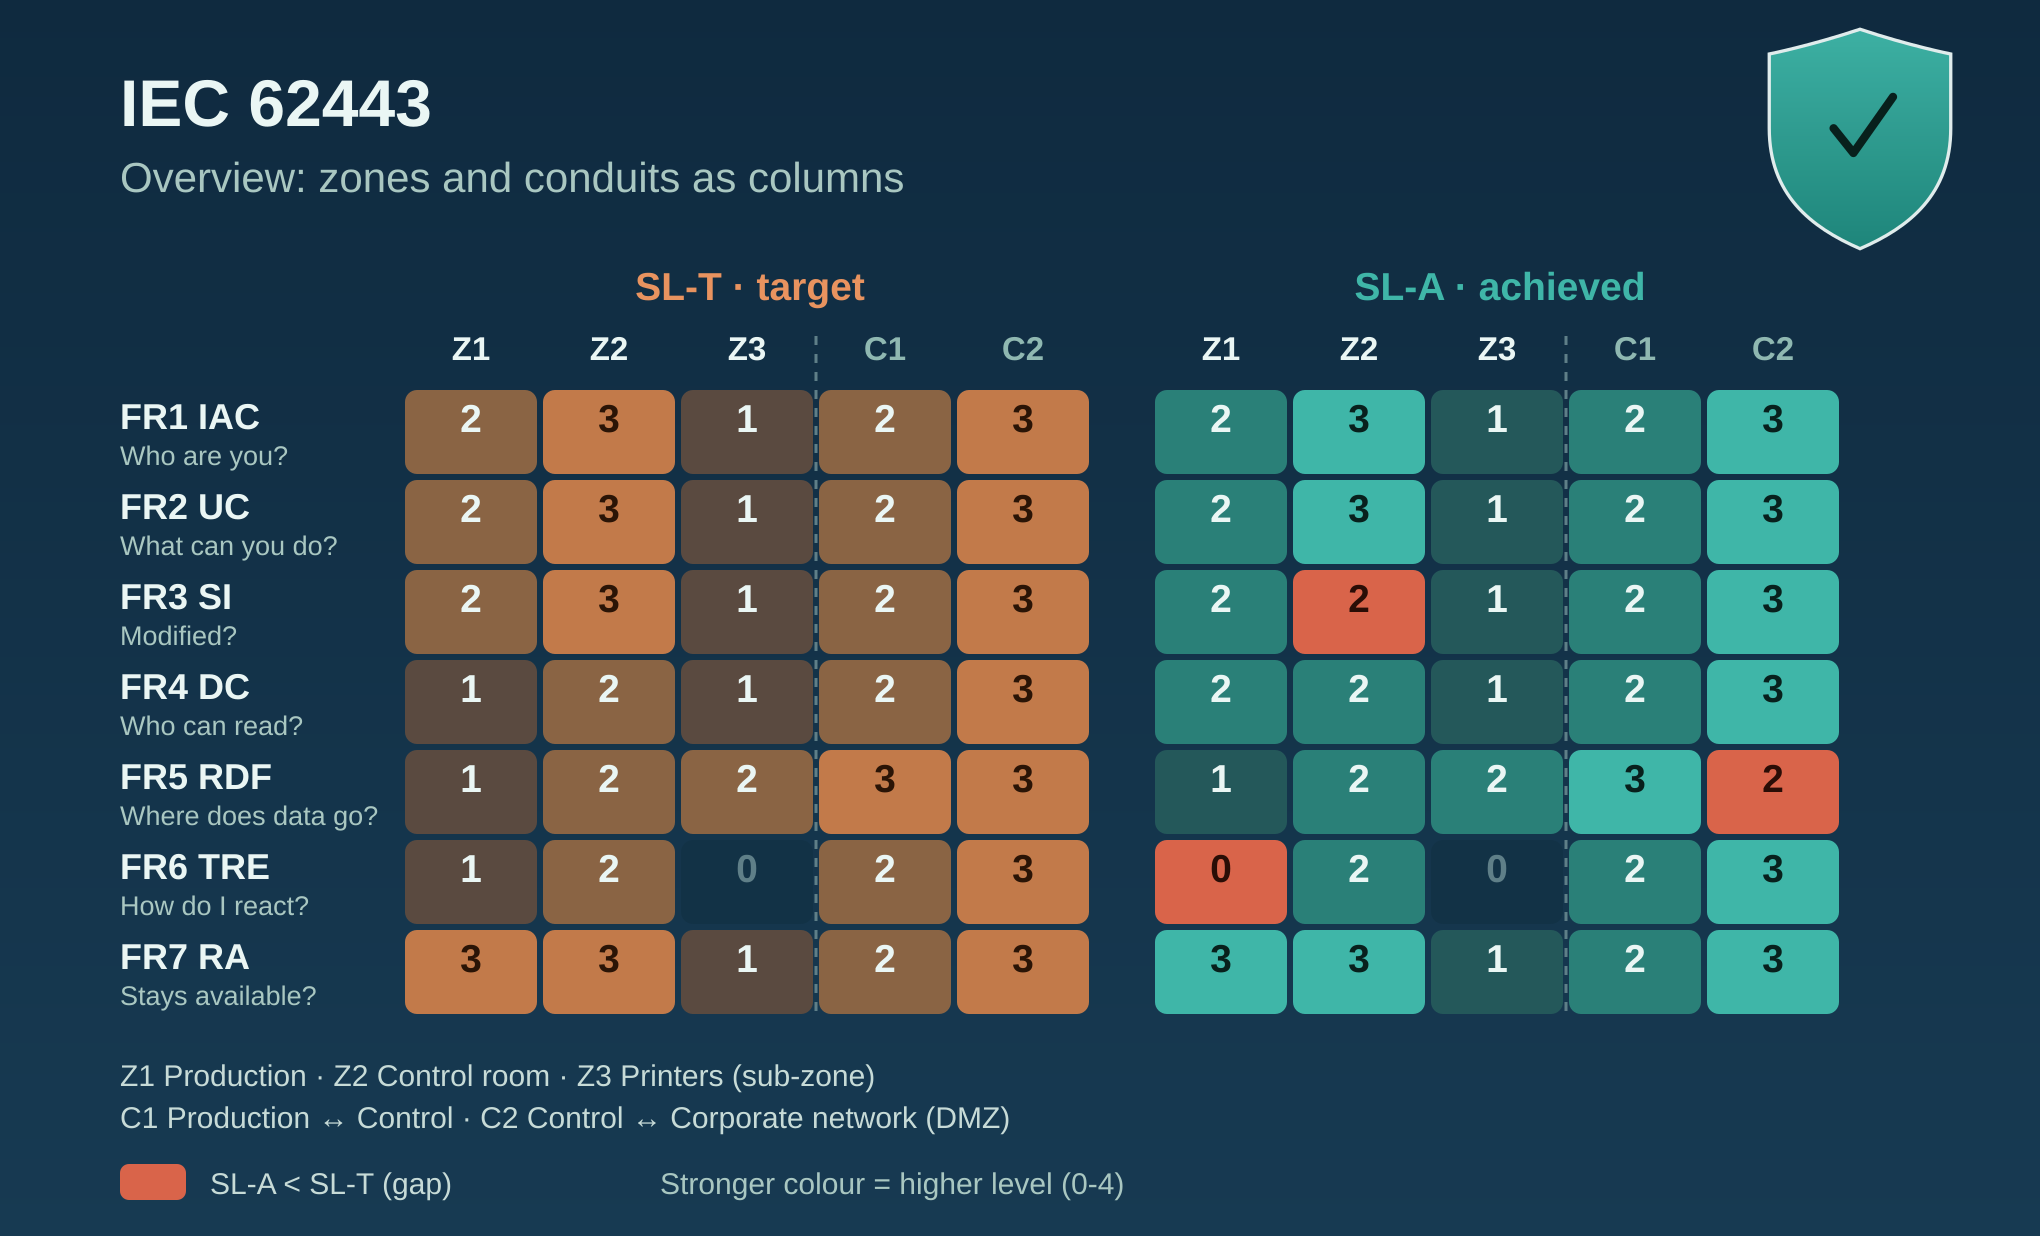 IEC 62443
Overview: zones and conduits as columns
SL-T · target SL-A · achieved
Z1 Z2 Z3 C1 C2 Z1 Z2 Z3 C1 C2
FR1 IAC 2 3 1 2 3 2 3 1 2 3
Who are you?
FR2 UC 2 3 1 2 3 2 3 1 2 3
What can you do?
FR3 SI 2 3 1 2 3 2 2 1 2 3
Modified?
FR4 DC 1 2 1 2 3 2 2 1 2 3
Who can read?
FR5 RDF 1 2 2 3 3 1 2 2 3 2
Where does data go?
FR6 TRE 1 2 0 2 3 0 2 0 2 3
How do I react?
FR7 RA 3 3 1 2 3 3 3 1 2 3
Stays available?
Z1 Production · Z2 Control room · Z3 Printers (sub-zone)
C1 Production ↔ Control · C2 Control ↔ Corporate network (DMZ)
SL-A < SL-T (gap) Stronger colour = higher level (0-4)